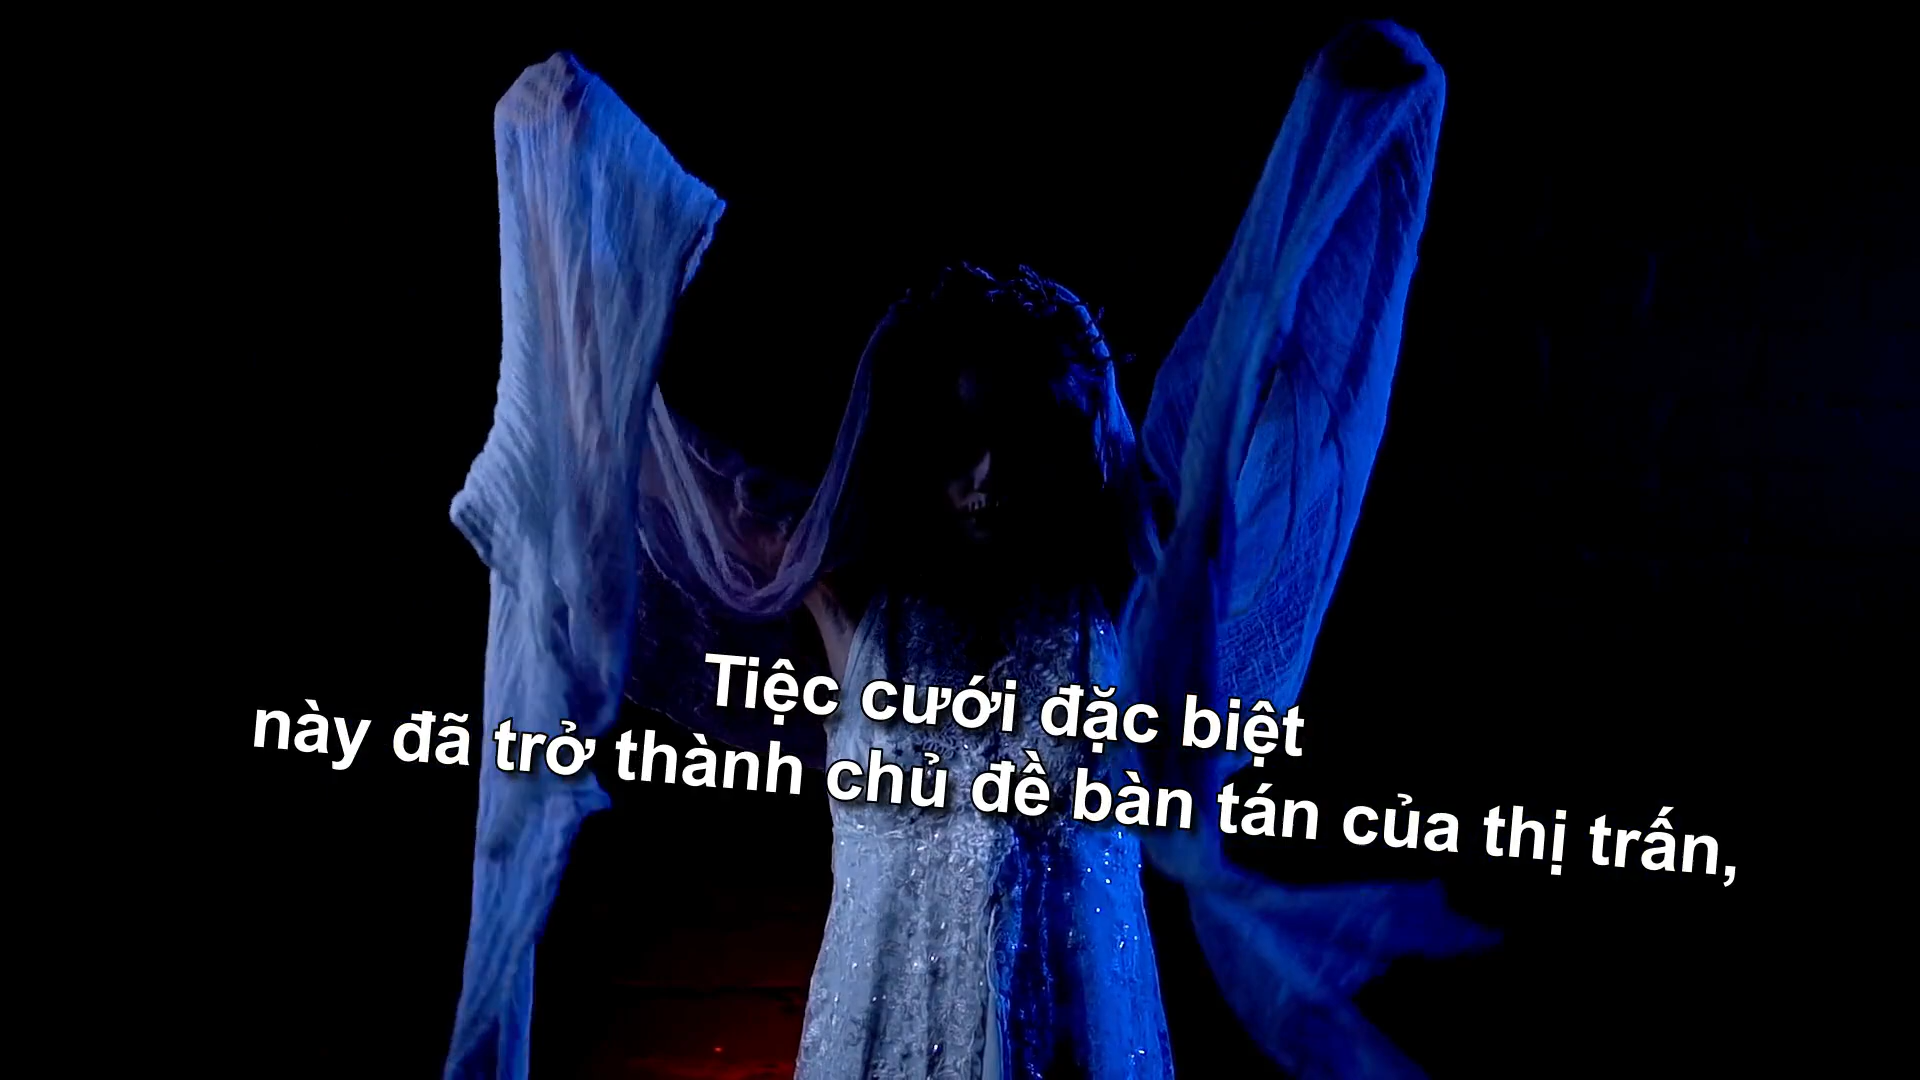 Tiệc cưới đặc biệt
này đã trở thành chủ đề bàn tán của thị trấn,